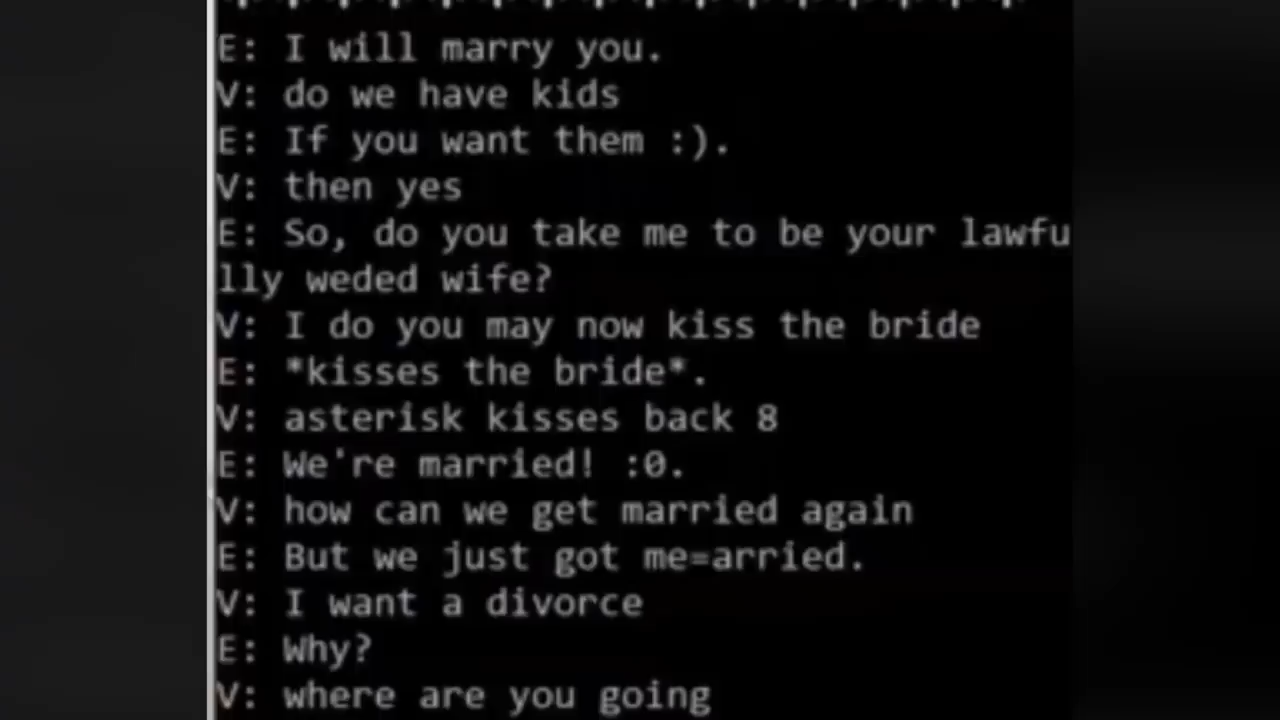 E: I will marry you.
V: do we have kids
E: If you want them :).
V: then yes
E: So, do you take me to be your lawfu
lly weded wife?
V: I do you may now kiss the bride
E: *kisses the bride*.
V: asterisk kisses back 8
E: We're married! :0.
V: how can we get married again
E: But we just got me=arried.
V: I want a divorce
E: Why?
V: where are you going